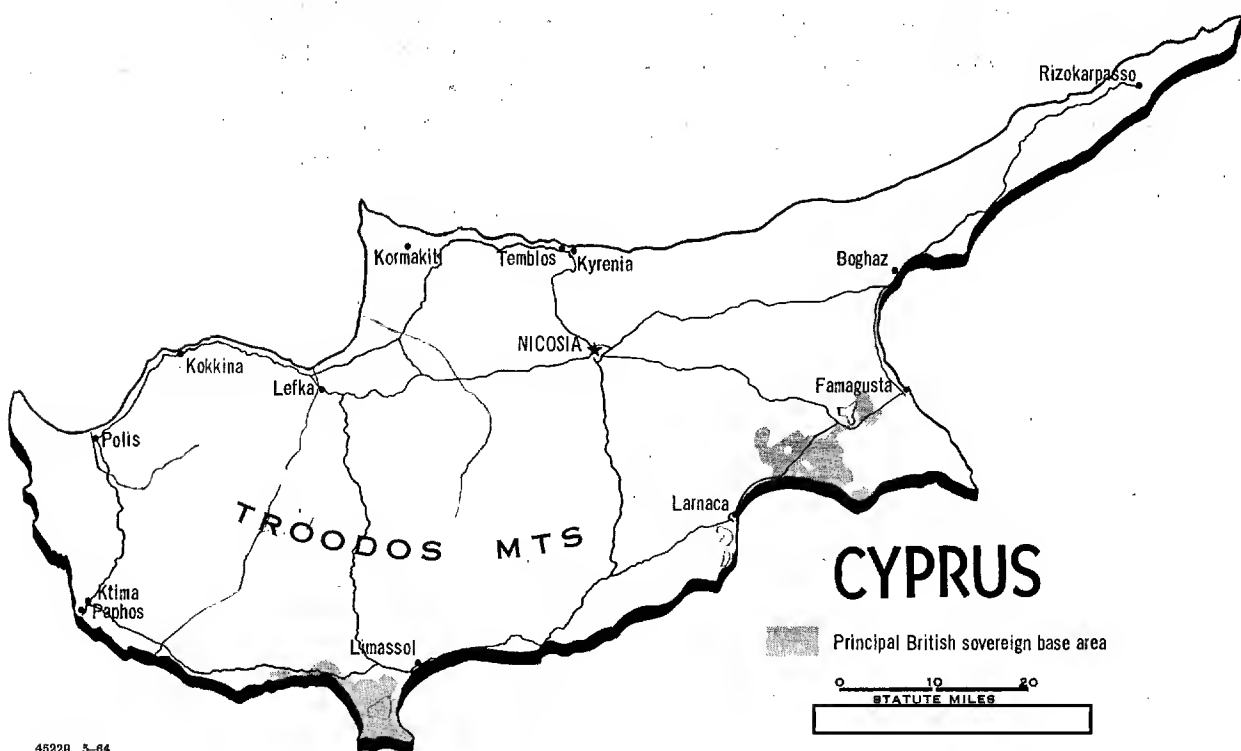 Rizokarpasso
Kormakiti
Temblos
Kyrenia
Boghaz
NICOSIA
Kokkina
Lefka
Famagusta
Polis
Larnaca
TROODOS MTS
CYPRUS
Ktima
Paphos
Principal British sovereign base area
Limassol
0 10 20
STATUTE MILES
5-64